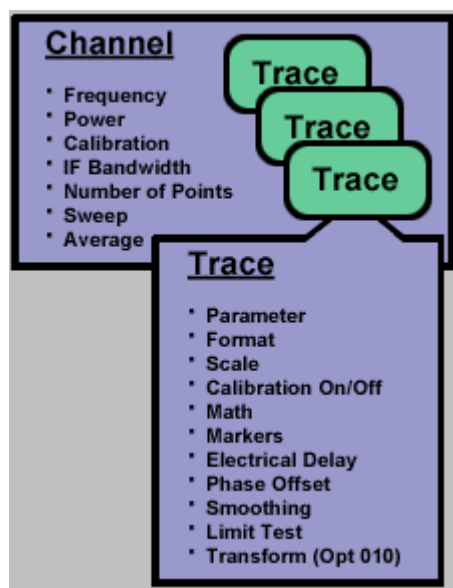 Channel
· Frequency
· Power
· Calibration
· IF Bandwidth
· Number of Points
· Sweep
· Average
Trace
Trace
Trace
Trace
· Parameter
· Format
· Scale
· Calibration On/Off
· Math
· Markers
· Electrical Delay
· Phase Offset
· Smoothing
· Limit Test
· Transform (Opt 010)